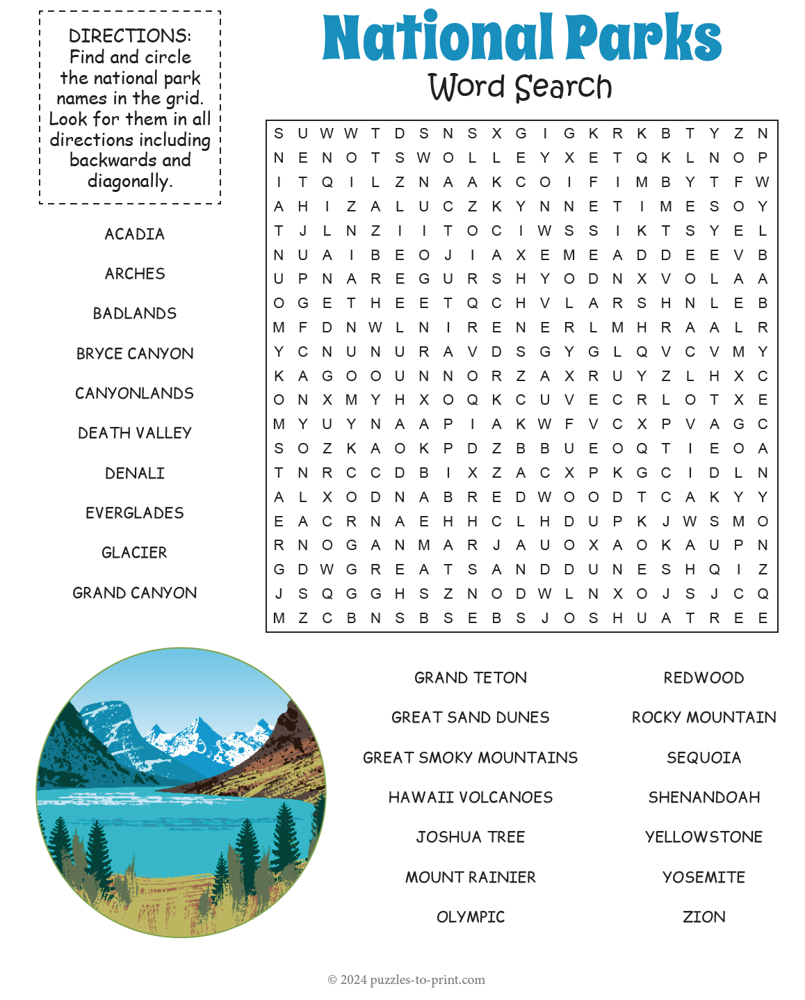 DIRECTIONS:
Find and circle
the national park
names in the grid.
Look for them in all
directions including
backwards and
diagonally.
National Parks
Word Search
S U W W T D S N S X G I G K R K B T Y Z N
N E N O T S W O L L E Y X E T Q K L N O P
I T Q I L Z N A A K C O I F I M B Y T F W
A H I Z A L U C Z K Y N N E T I M E S O Y
T J L N Z I I T O C I W S S I K T S Y E L
N U A I B E O J I A X E M E A D D E E V B
U P N A R E G U R S H Y O D N X V O L A A
O G E T H E E T Q C H V L A R S H N L E B
M F D N W L N I R E N E R L M H R A A L R
Y C N U N U R A V D S G Y G L Q V C V M Y
K A G O O U N N O R Z A X R U Y Z L H X C
O N X M Y H X O Q K C U V E C R L O T X E
M Y U Y N A A P I A K W F V C X P V A G C
S O Z K A O K P D Z B B U E O Q T I E O A
T N R C C D B I X Z A C X P K G C I D L N
A L X O D N A B R E D W O O D T C A K Y Y
E A C R N A E H H C L H D U P K J W S M O
R N O G A N M A R J A U O X A O K A U P N
G D W G R E A T S A N D D U N E S H Q I Z
J S Q G G H S Z N O D W L N X O J S J C Q
M Z C B N S B S E B S J O S H U A T R E E
ACADIA
ARCHES
BADLANDS
BRYCE CANYON
CANYONLANDS
DEATH VALLEY
DENALI
EVERGLADES
GLACIER
GRAND CANYON
GRAND TETON
GREAT SAND DUNES
GREAT SMOKY MOUNTAINS
HAWAII VOLCANOES
JOSHUA TREE
MOUNT RAINIER
OLYMPIC
REDWOOD
ROCKY MOUNTAIN
SEQUOIA
SHENANDOAH
YELLOWSTONE
YOSEMITE
ZION
© 2024 puzzles-to-print.com